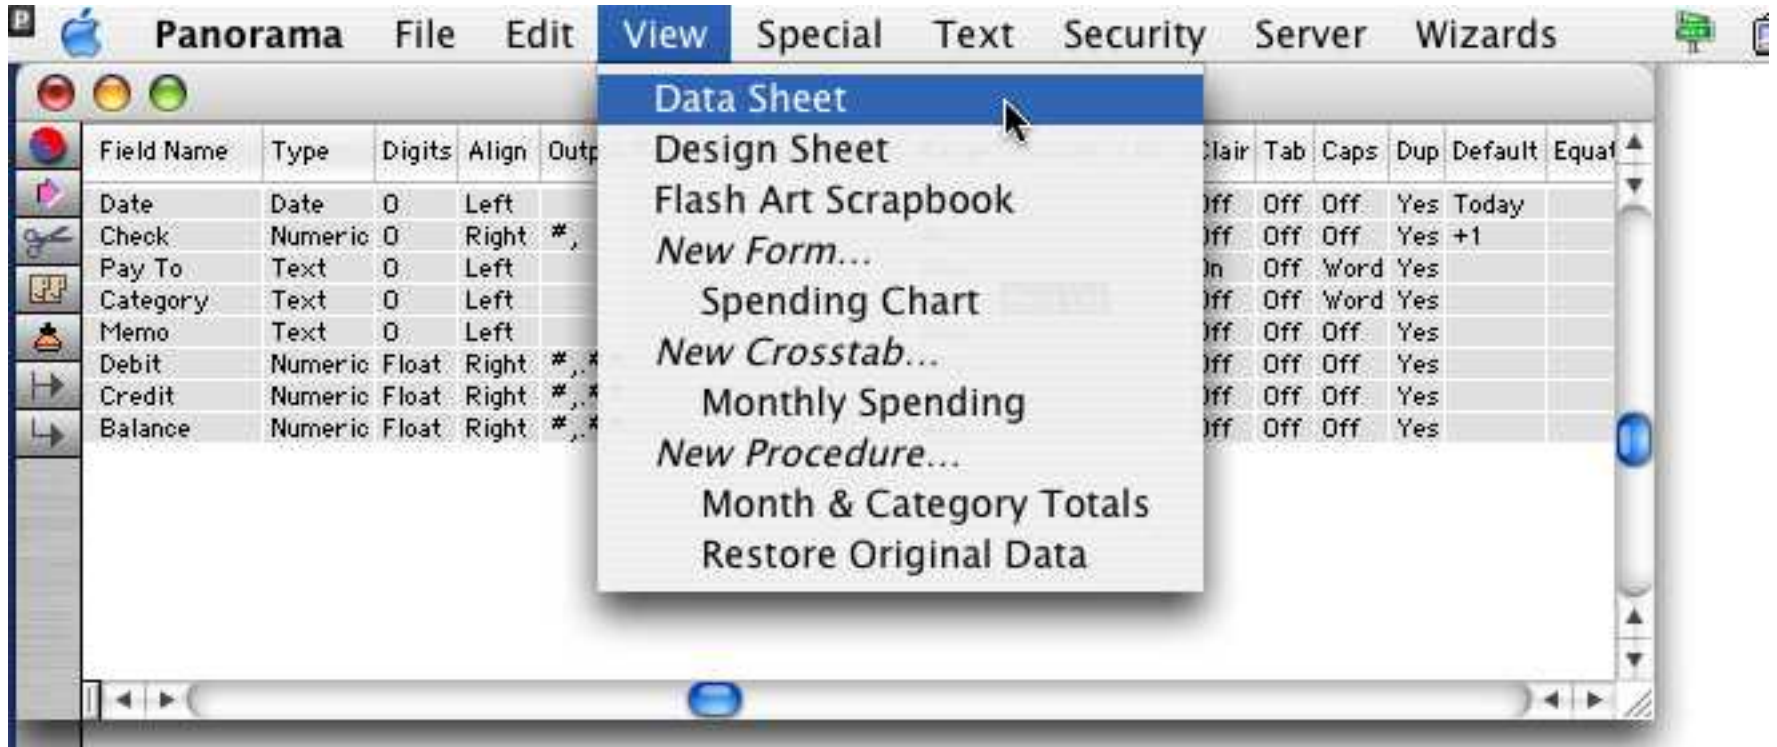 P Panorama File Edit View Special Text Security Server Wizards
Data Sheet
Design Sheet
Flash Art Scrapbook
New Form...
Spending Chart
New Crosstab...
Monthly Spending
New Procedure...
Month & Category Totals
Restore Original Data
Field Name Type Digits Align Outp Clair Tab Caps Dup Default Equat
Date Date 0 Left Off Off Off Yes Today
Check Numeric 0 Right #, Off Off Off Yes +1
Pay To Text 0 Left On Off Word Yes
Category Text 0 Left Off Off Word Yes
Memo Text 0 Left Off Off Off Yes
Debit Numeric Float Right #,.# Off Off Off Yes
Credit Numeric Float Right #,.# Off Off Off Yes
Balance Numeric Float Right #,.# Off Off Off Yes